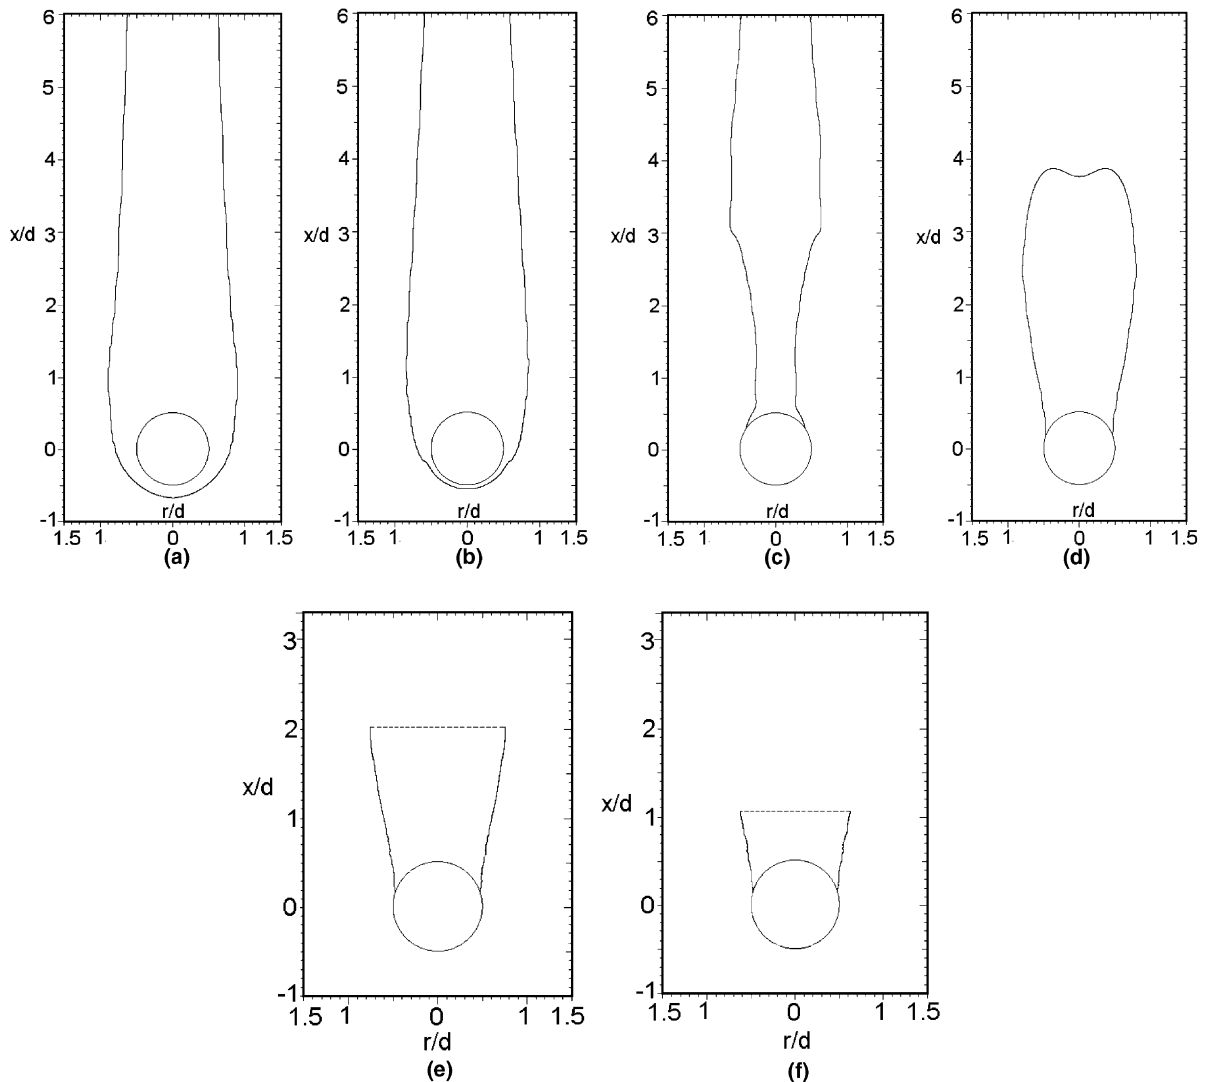 6 6 6 6
5 5 5 5
4 4 4 4
x/d 3 x/d 3 x/d 3 x/d 3
2 2 2 2
1 1 1 1
0 0 0 0
-1 r/d -1 r/d -1 r/d -1
1.5 1 0 1 1.5 1.5 1 0 1 1.5 1.5 1 0 1 1.5 1.5 1 0 1 1.5
(a) (b) (c) (d)
3 3
2 2
x/d x/d
1 1
0 0
-1 -1
1.5 1 0 1 1.5 1.5 1 0 1 1.5
r/d r/d
(e) (f)